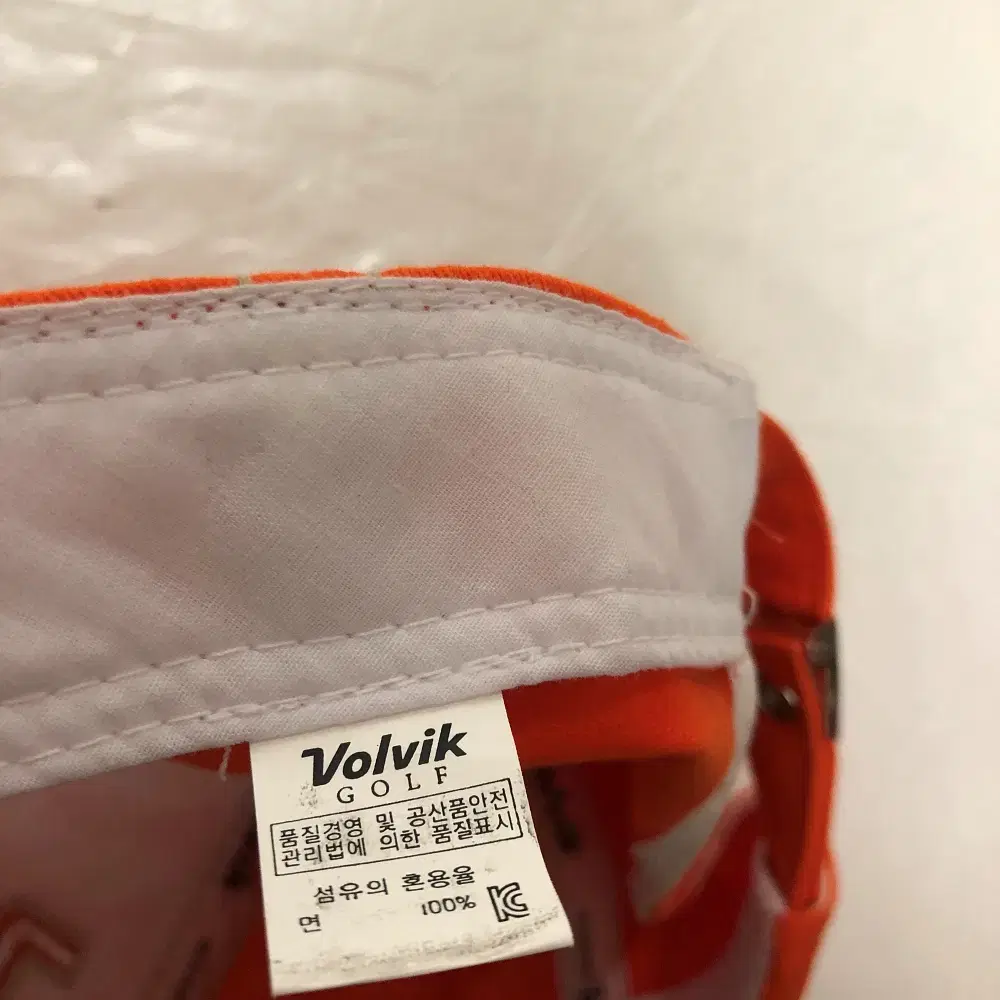 Volvik
GOLF
품질경영 및 공산품안전
관리법에 의한 품질표시
섬유의 혼용율
면 100%